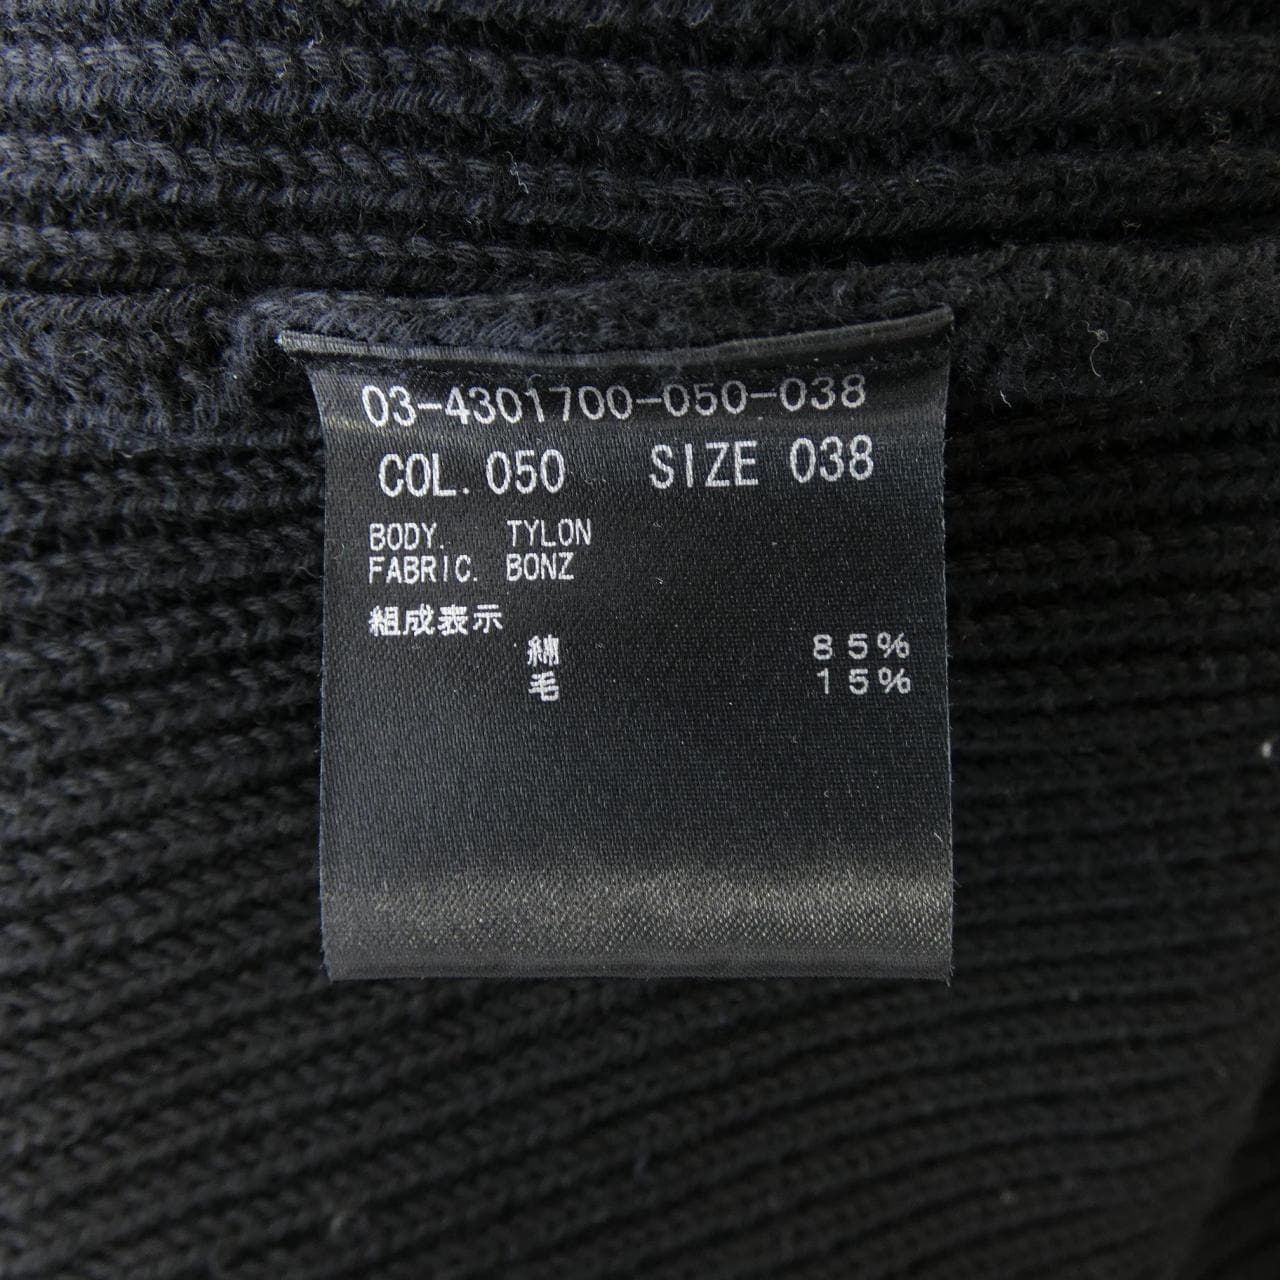 03-4301700-050-038
COL. 050 SIZE 038
BODY. TYLON
FABRIC. BONZ
組成表示
綿 85%
毛 15%